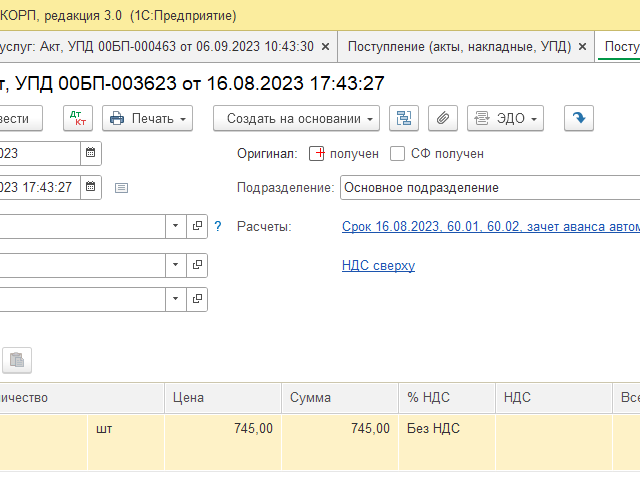 КОРП, редакция 3.0 (1С:Предприятие)
услуг: Акт, УПД 00БП-000463 от 06.09.2023 10:43:30 × Поступление (акты, накладные, УПД) × Посту
т, УПД 00БП-003623 от 16.08.2023 17:43:27
вести Дт Кт Печать Создать на основании ЭДО
023 Оригинал: получен СФ получен
023 17:43:27 Подразделение: Основное подразделение
? Расчеты: Срок 16.08.2023, 60.01, 60.02, зачет аванса автом
НДС сверху
ичество Цена Сумма % НДС НДС Все
шт 745,00 745,00 Без НДС